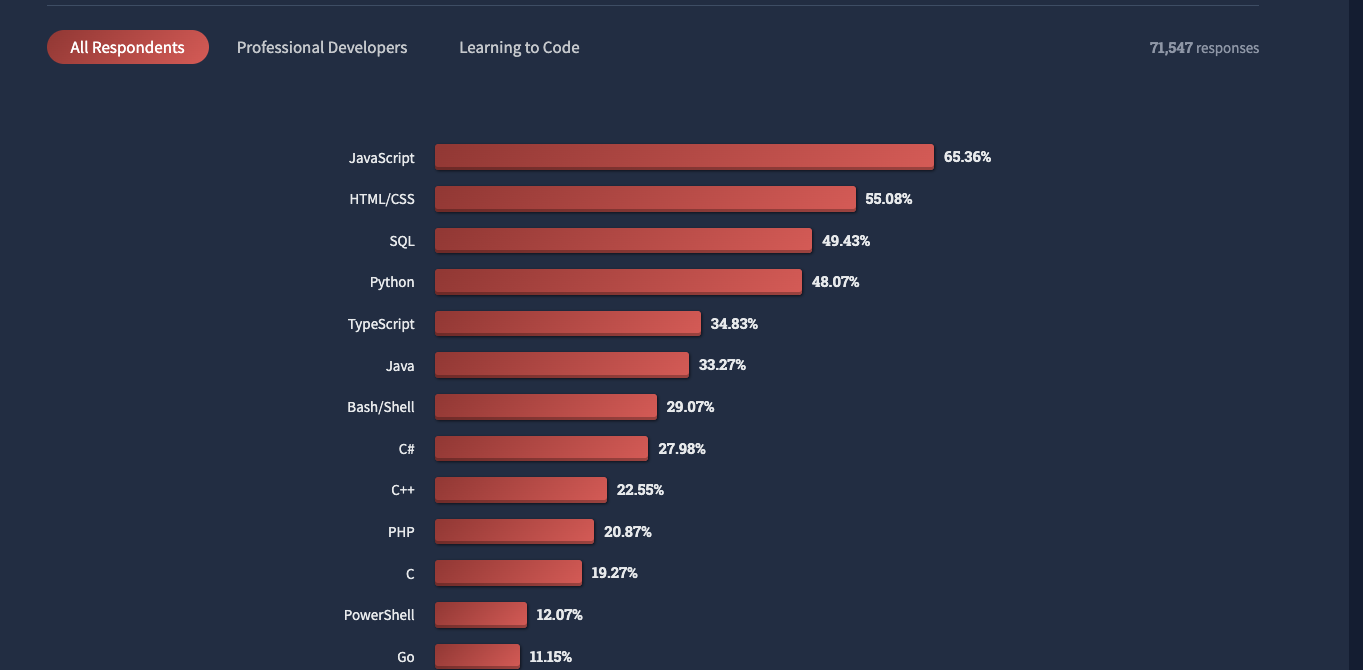 All Respondents Professional Developers Learning to Code 71,547 responses
JavaScript 65.36%
HTML/CSS 55.08%
SQL 49.43%
Python 48.07%
TypeScript 34.83%
Java 33.27%
Bash/Shell 29.07%
C# 27.98%
C++ 22.55%
PHP 20.87%
C 19.27%
PowerShell 12.07%
Go 11.15%